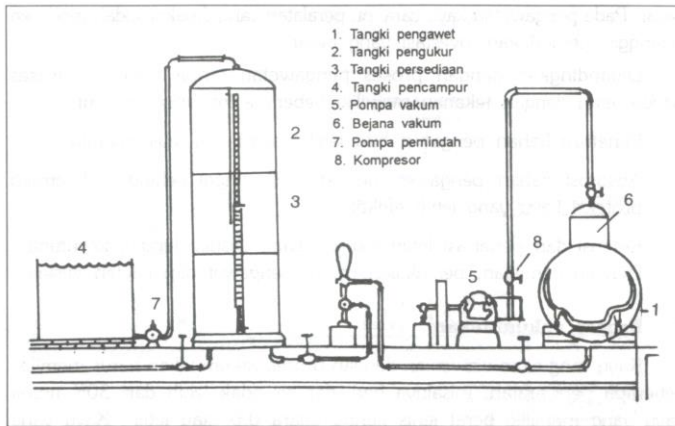 1. Tangki pengawet
2. Tangki pengukur
3. Tangki persediaan
4. Tangki pencampur
5. Pompa vakum
6. Bejana vakum
7. Pompa pemindah
8. Kompresor
2
3
4
7
5
8
6
1